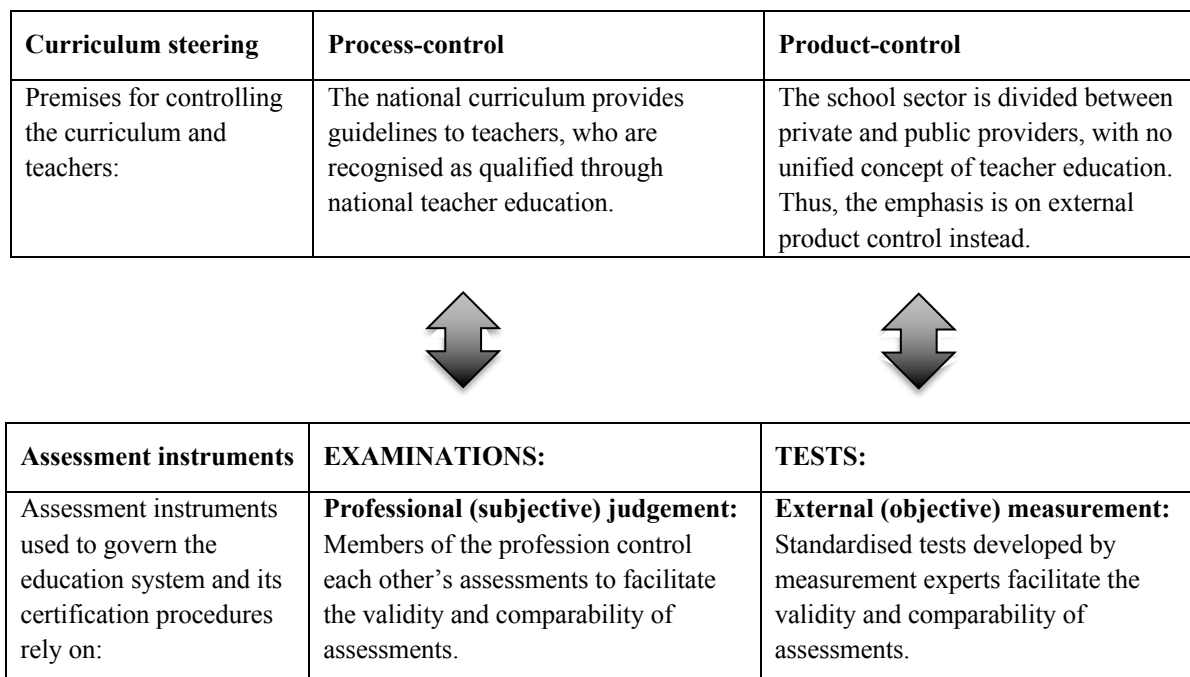 Curriculum steering
Process-control
Product-control
Premises for controlling
the curriculum and
teachers:
The national curriculum provides
guidelines to teachers, who are
recognised as qualified through
national teacher education.
The school sector is divided between
private and public providers, with no
unified concept of teacher education.
Thus, the emphasis is on external
product control instead.
Assessment instruments
EXAMINATIONS:
TESTS:
Assessment instruments
used to govern the
education system and its
certification procedures
rely on:
Professional (subjective) judgement:
Members of the profession control
each other’s assessments to facilitate
the validity and comparability of
assessments.
External (objective) measurement:
Standardised tests developed by
measurement experts facilitate the
validity and comparability of
assessments.